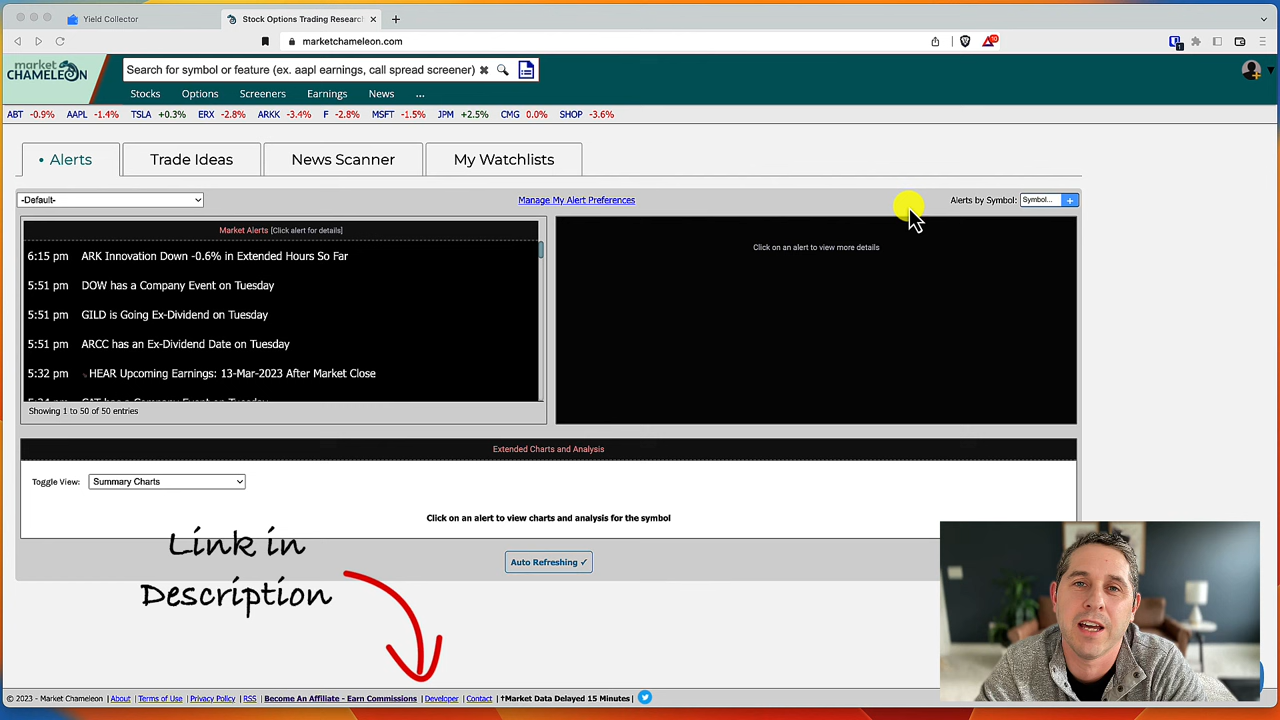 Yield Collector
Stock Options Trading Researc
marketchameleon.com
10
1
market
CHAMELEON
Search for symbol or feature (ex. aapl earnings, call spread screener)
Stocks Options Screeners Earnings News ...
ABT -0.9% AAPL -1.4% TSLA +0.3% ERX -2.8% ARKK -3.4% F -2.8% MSFT -1.5% JPM +2.5% CMG 0.0% SHOP -3.6%
• Alerts Trade Ideas News Scanner My Watchlists
-Default- Manage My Alert Preferences Alerts by Symbol: Symbol... +
Market Alerts [Click alert for details]
Click on an alert to view more details
6:15 pm ARK Innovation Down -0.6% in Extended Hours So Far
5:51 pm DOW has a Company Event on Tuesday
5:51 pm GILD is Going Ex-Dividend on Tuesday
5:51 pm ARCC has an Ex-Dividend Date on Tuesday
5:32 pm HEAR Upcoming Earnings: 13-Mar-2023 After Market Close
CAT has a Company Event on Tuesday
Showing 1 to 50 of 50 entries
Extended Charts and Analysis
Toggle View: Summary Charts
Click on an alert to view charts and analysis for the symbol
Auto Refreshing ✓
Link in
Description
© 2023 - Market Chameleon | About | Terms of Use | Privacy Policy | RSS | Become An Affiliate - Earn Commissions | Developer | Contact | †Market Data Delayed 15 Minutes |